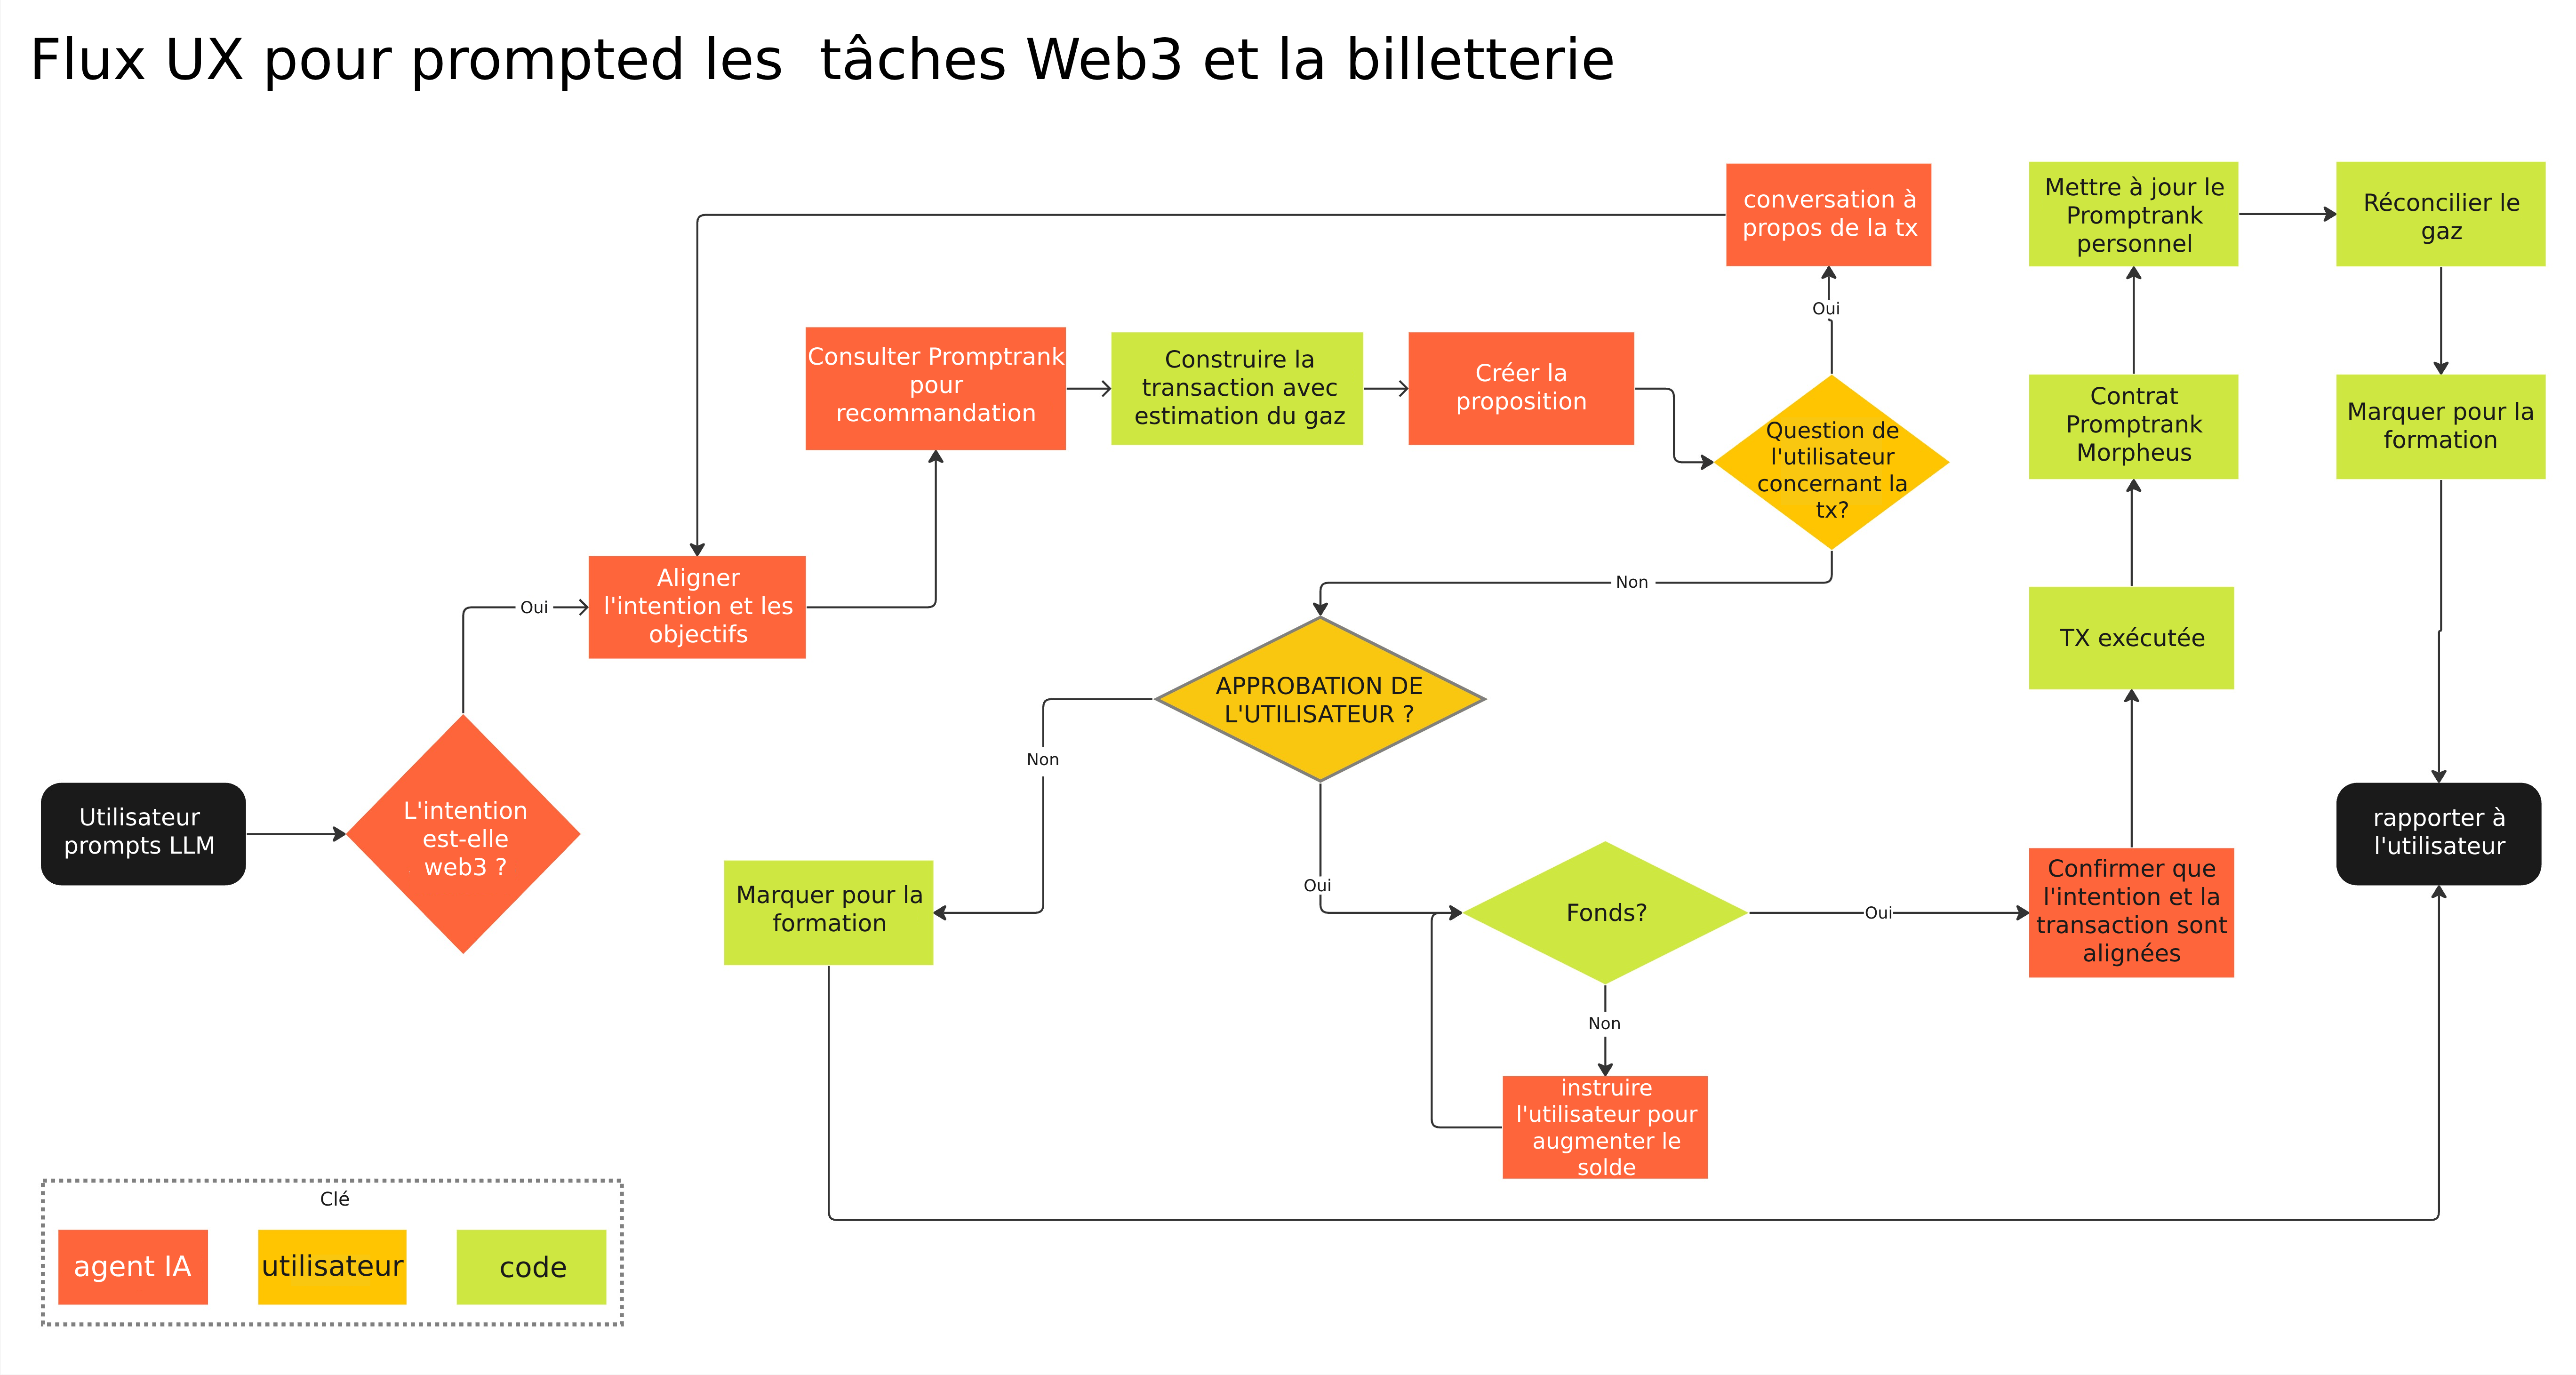 Flux UX pour prompted les  tâches Web3 et la billetterie
Utilisateur
prompts LLM
L'intention
est-elle
web3 ?
Oui
Aligner
l'intention et les
objectifs
Consulter Promptrank
pour
recommandation
Construire la
transaction avec
estimation du gaz
Créer la
proposition
Question de
l'utilisateur
concernant la
tx?
Oui
conversation à
propos de la tx
Non
APPROBATION DE
L'UTILISATEUR ?
Non
Marquer pour la
formation
Oui
Fonds?
Non
instruire
l'utilisateur pour
augmenter le
solde
Oui
Confirmer que
l'intention et la
transaction sont
alignées
TX exécutée
Contrat
Promptrank
Morpheus
Mettre à jour le
Promptrank
personnel
Réconcilier le
gaz
Marquer pour la
formation
rapporter à
l'utilisateur
Clé
agent IA
utilisateur
code